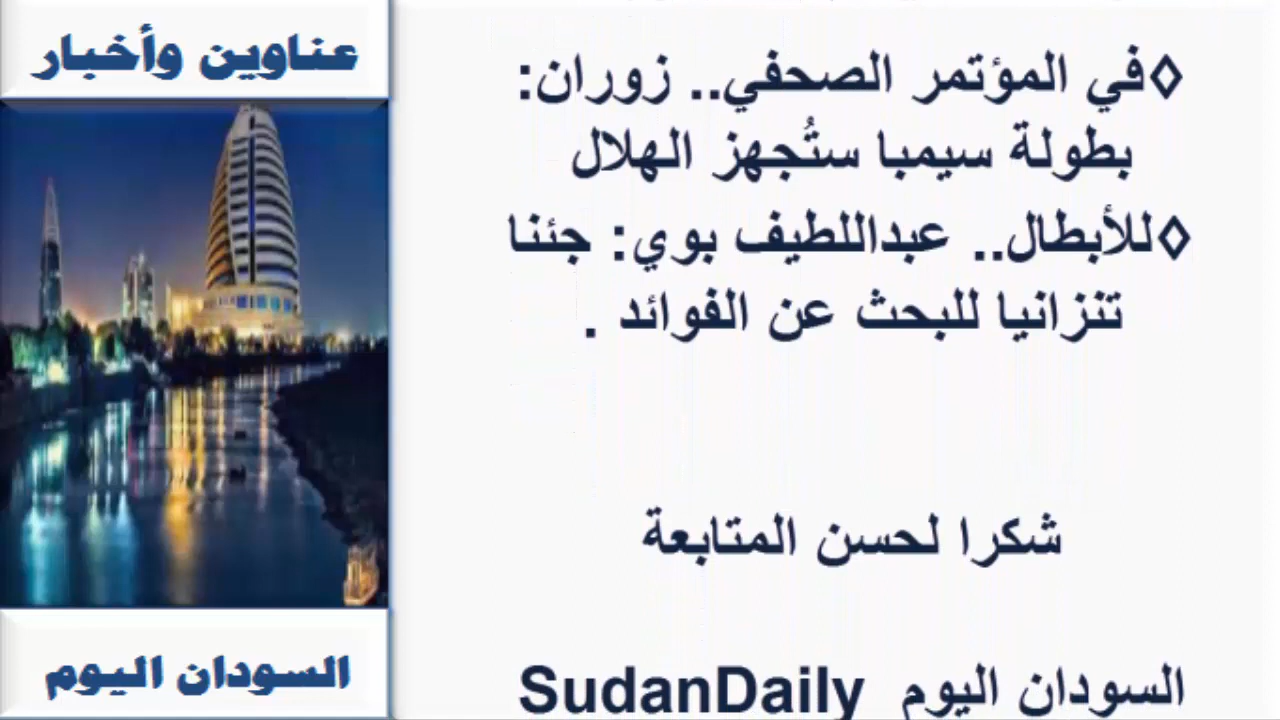 عناوين وأخبار
◊في المؤتمر الصحفي.. زوران:
بطولة سيمبا ستُجهز الهلال
◊للأبطال.. عبداللطيف بوي: جئنا
تنزانيا للبحث عن الفوائد .
شكرا لحسن المتابعة
السودان اليوم SudanDaily
السودان اليوم